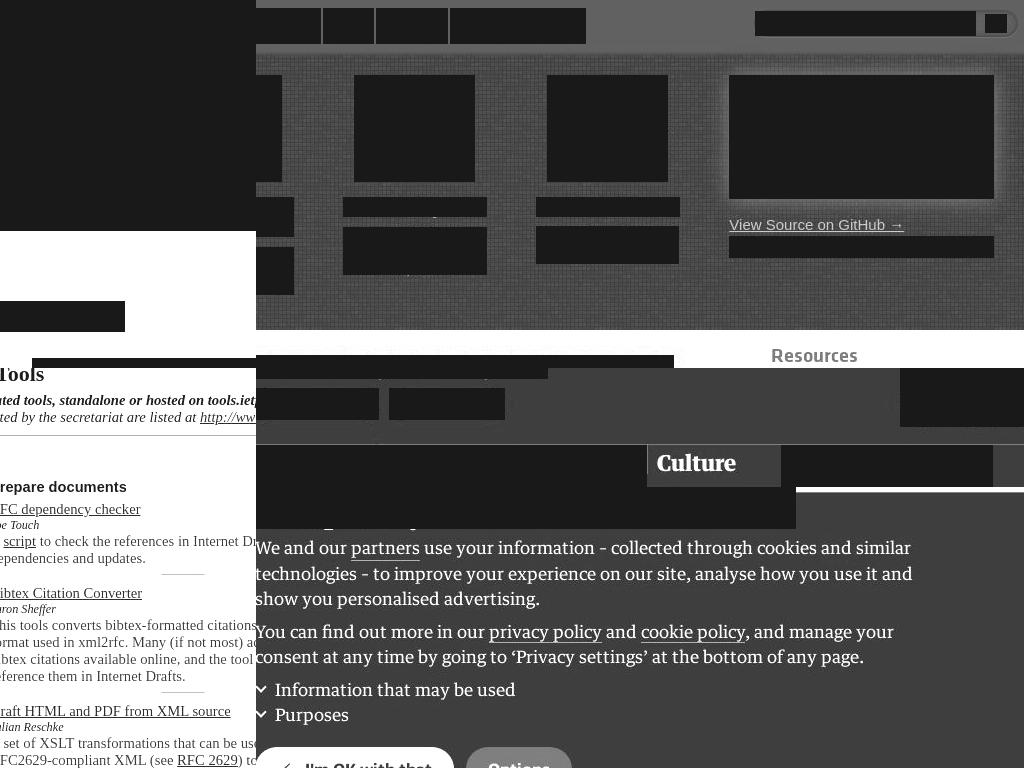 View Source on GitHub →
Resources
Tools
ated tools, standalone or hosted on tools.ietf
ted by the secretariat are listed at http://ww
Culture
repare documents
FC dependency checker
oe Touch
script to check the references in Internet Dr
ependencies and updates.
ibtex Citation Converter
aron Sheffer
his tools converts bibtex-formatted citations
ormat used in xml2rfc. Many (if not most) ac
ibtex citations available online, and the tool
eference them in Internet Drafts.
raft HTML and PDF from XML source
ulian Reschke
set of XSLT transformations that can be use
FC2629-compliant XML (see RFC 2629) to
We and our partners use your information – collected through cookies and similar
technologies – to improve your experience on our site, analyse how you use it and
show you personalised advertising.
You can find out more in our privacy policy and cookie policy, and manage your
consent at any time by going to ‘Privacy settings’ at the bottom of any page.
Information that may be used
Purposes
I'm OK with that
Options